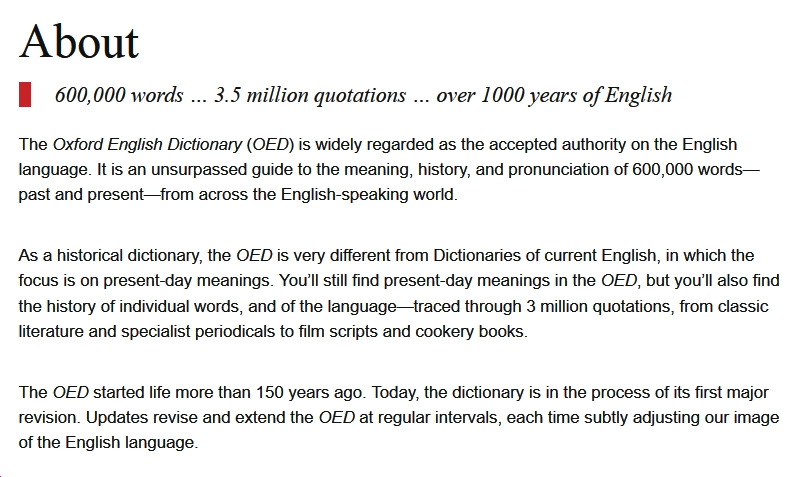 About
600,000 words ... 3.5 million quotations ... over 1000 years of English
The Oxford English Dictionary (OED) is widely regarded as the accepted authority on the English
language. It is an unsurpassed guide to the meaning, history, and pronunciation of 600,000 words—
past and present—from across the English-speaking world.
As a historical dictionary, the OED is very different from Dictionaries of current English, in which the
focus is on present-day meanings. You’ll still find present-day meanings in the OED, but you’ll also find
the history of individual words, and of the language—traced through 3 million quotations, from classic
literature and specialist periodicals to film scripts and cookery books.
The OED started life more than 150 years ago. Today, the dictionary is in the process of its first major
revision. Updates revise and extend the OED at regular intervals, each time subtly adjusting our image
of the English language.